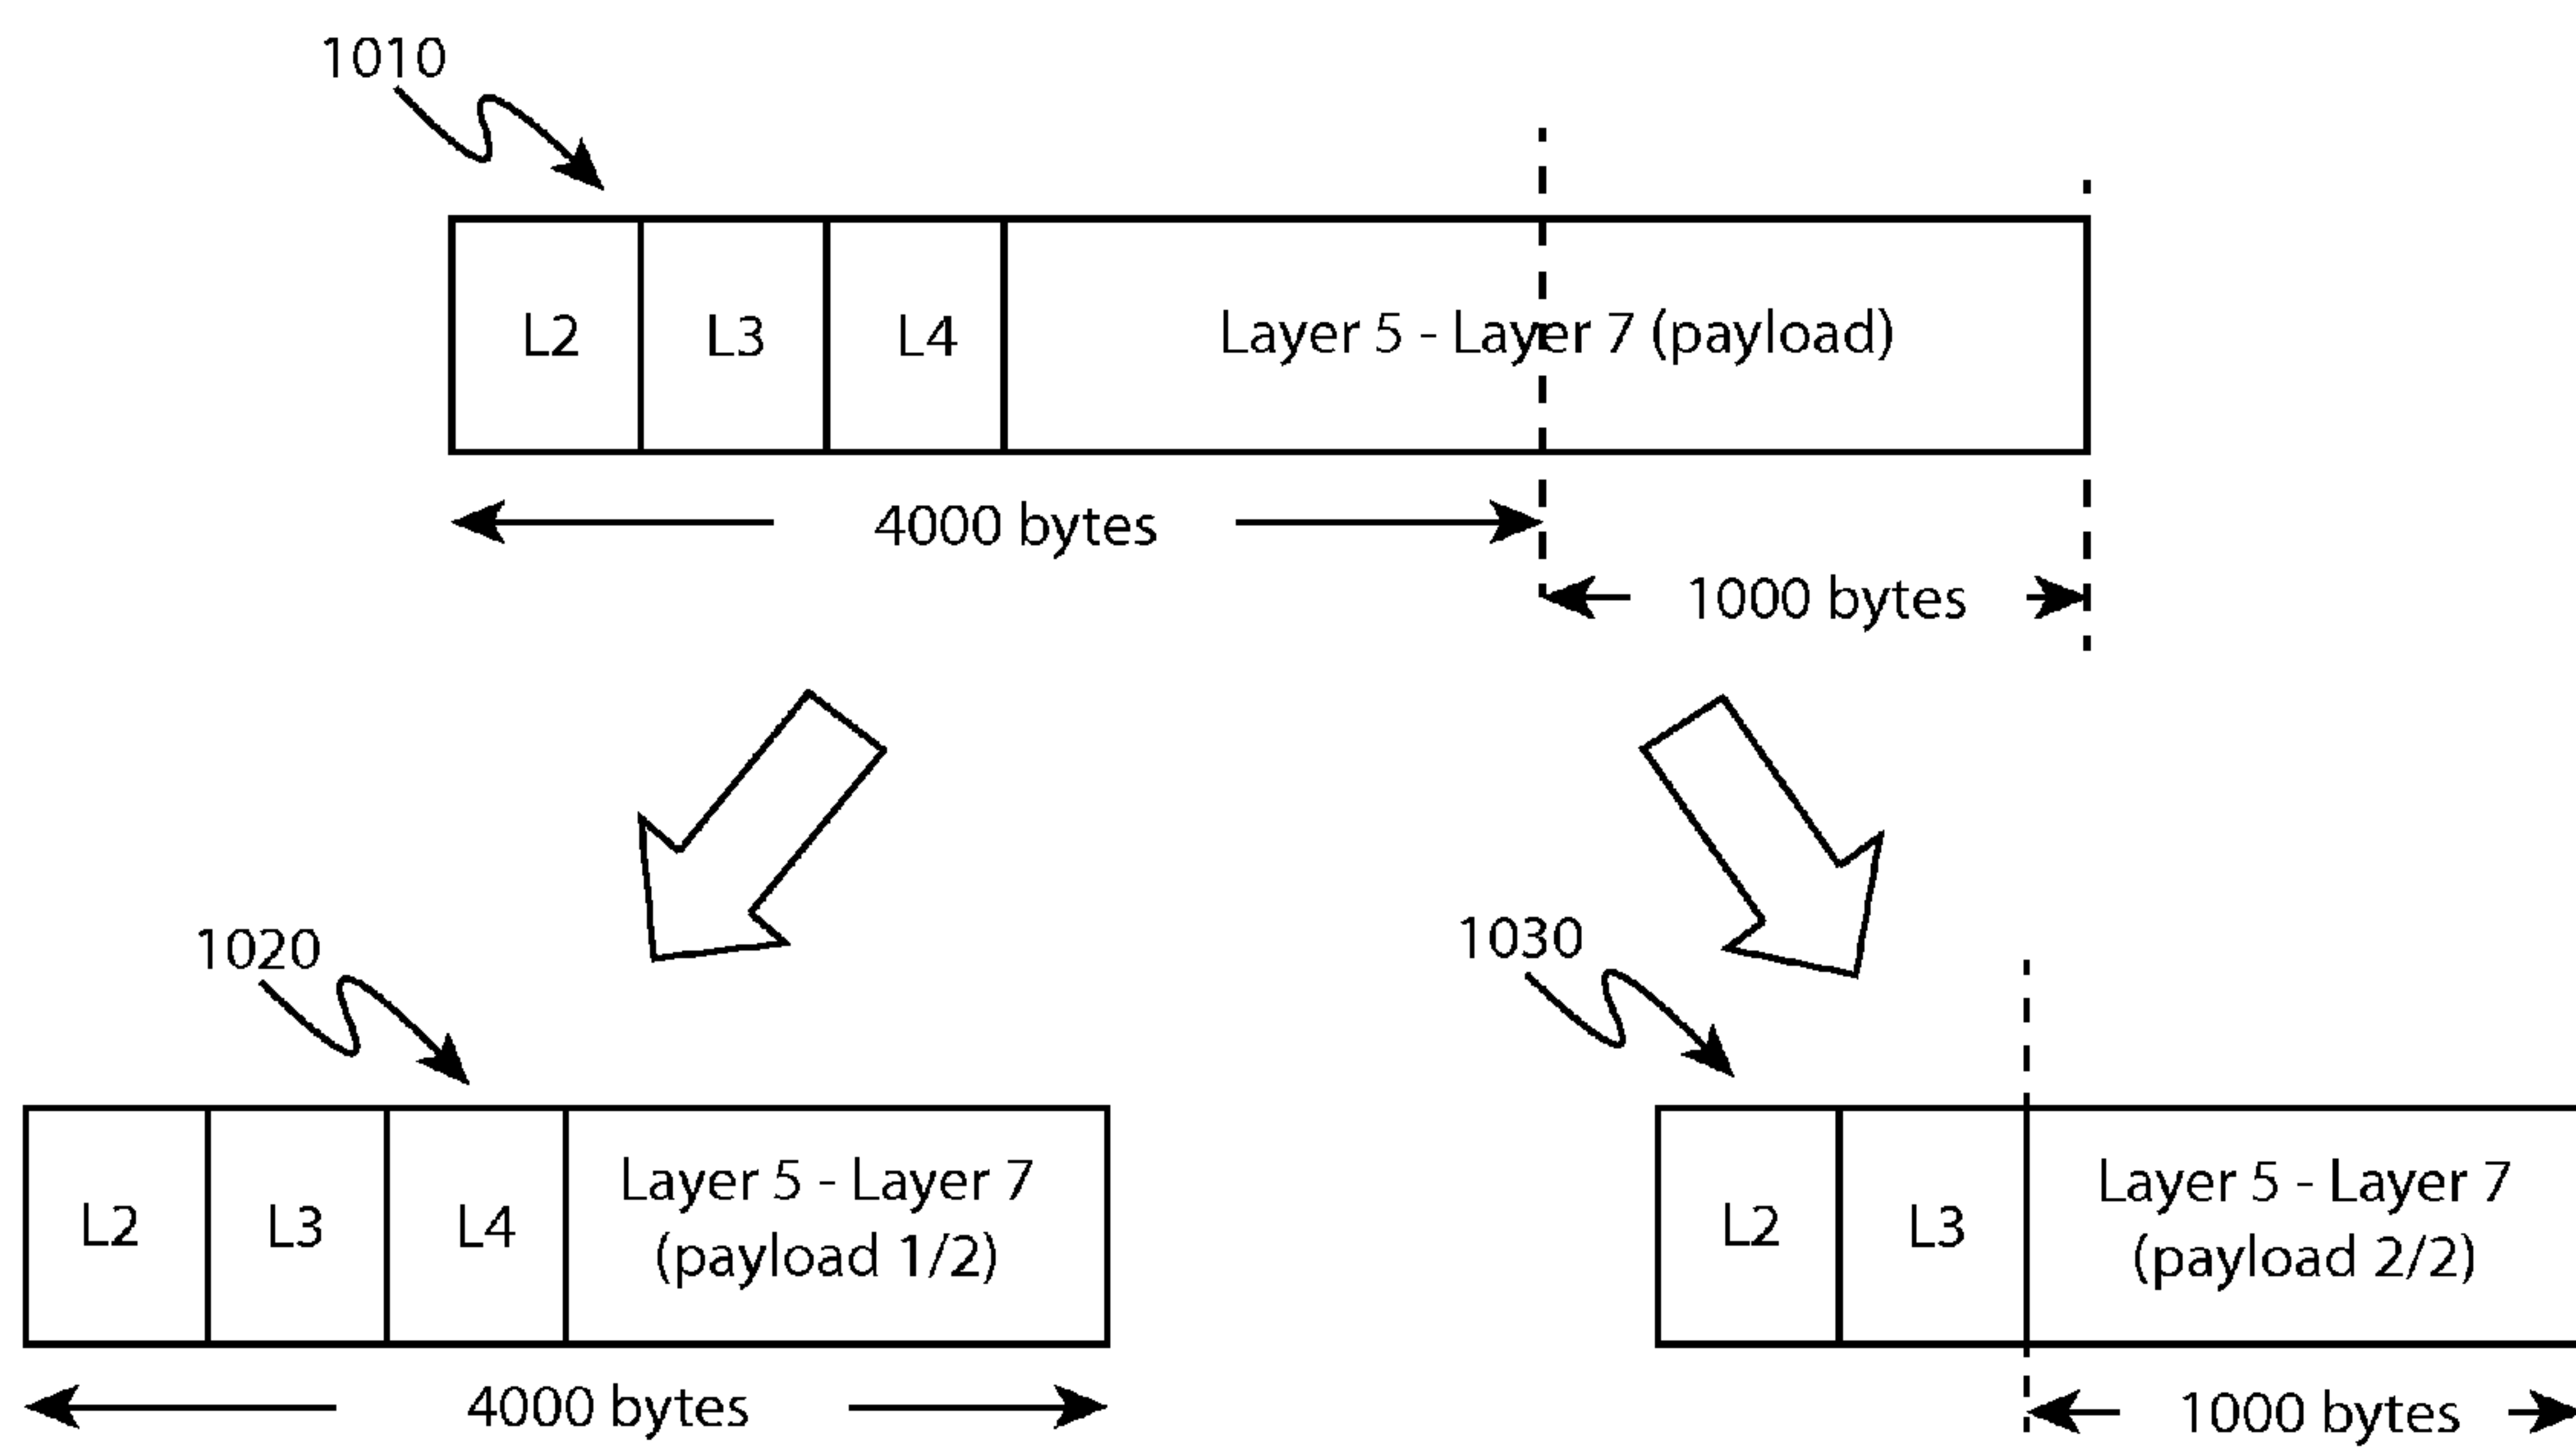 1010
L2 L3 L4 Layer 5 - Layer 7 (payload)
4000 bytes
1000 bytes
1020
1030
L2 L3 L4 Layer 5 - Layer 7
(payload 1/2)
L2 L3 Layer 5 - Layer 7
(payload 2/2)
4000 bytes
1000 bytes